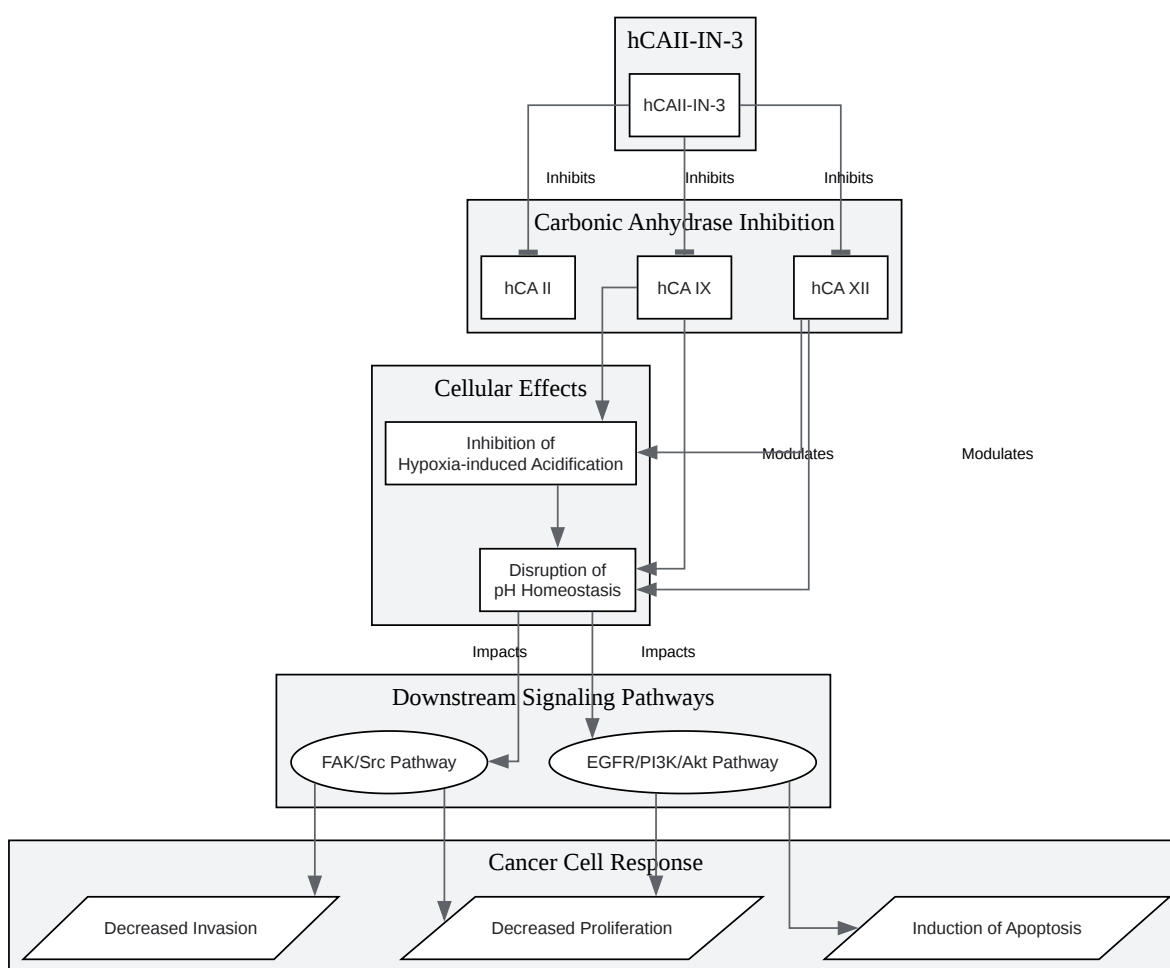 hCAII-IN-3
hCAII-IN-3
Inhibits
Inhibits
Inhibits
Carbonic Anhydrase Inhibition
hCA II
hCA IX
hCA XII
Cellular Effects
Inhibition of
Hypoxia-induced Acidification
Modulates
Modulates
Disruption of
pH Homeostasis
Impacts
Impacts
Downstream Signaling Pathways
FAK/Src Pathway
EGFR/PI3K/Akt Pathway
Cancer Cell Response
Decreased Invasion
Decreased Proliferation
Induction of Apoptosis